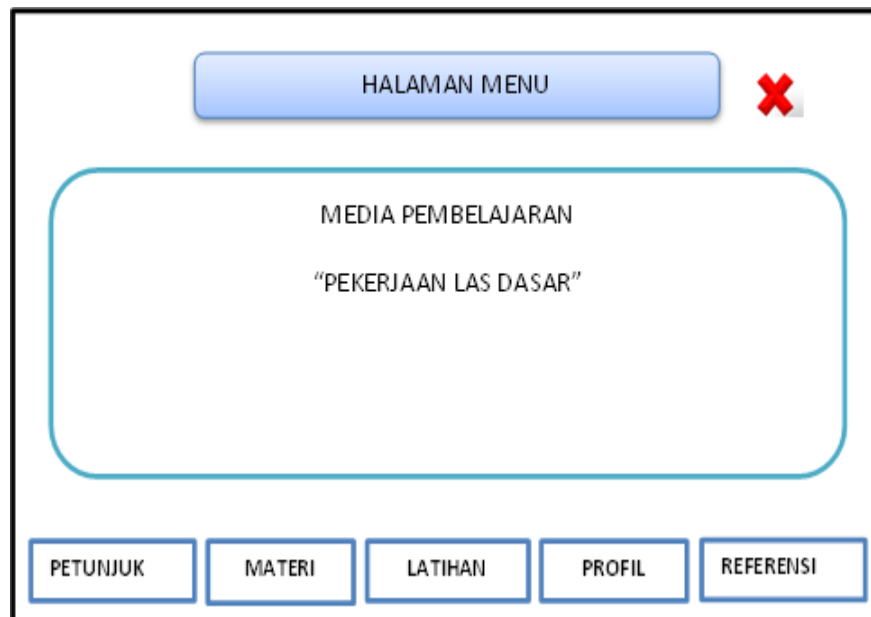 HALAMAN MENU
MEDIA PEMBELAJARAN
“PEKERJAAN LAS DASAR”
PETUNJUK
MATERI
LATIHAN
PROFIL
REFERENSI